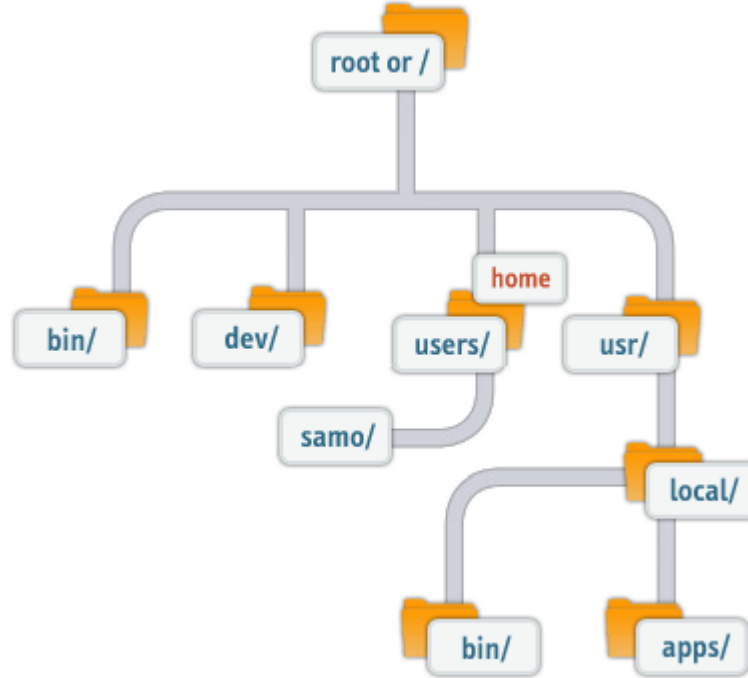 root or /
home
bin/
dev/
users/
usr/
samo/
local/
bin/
apps/